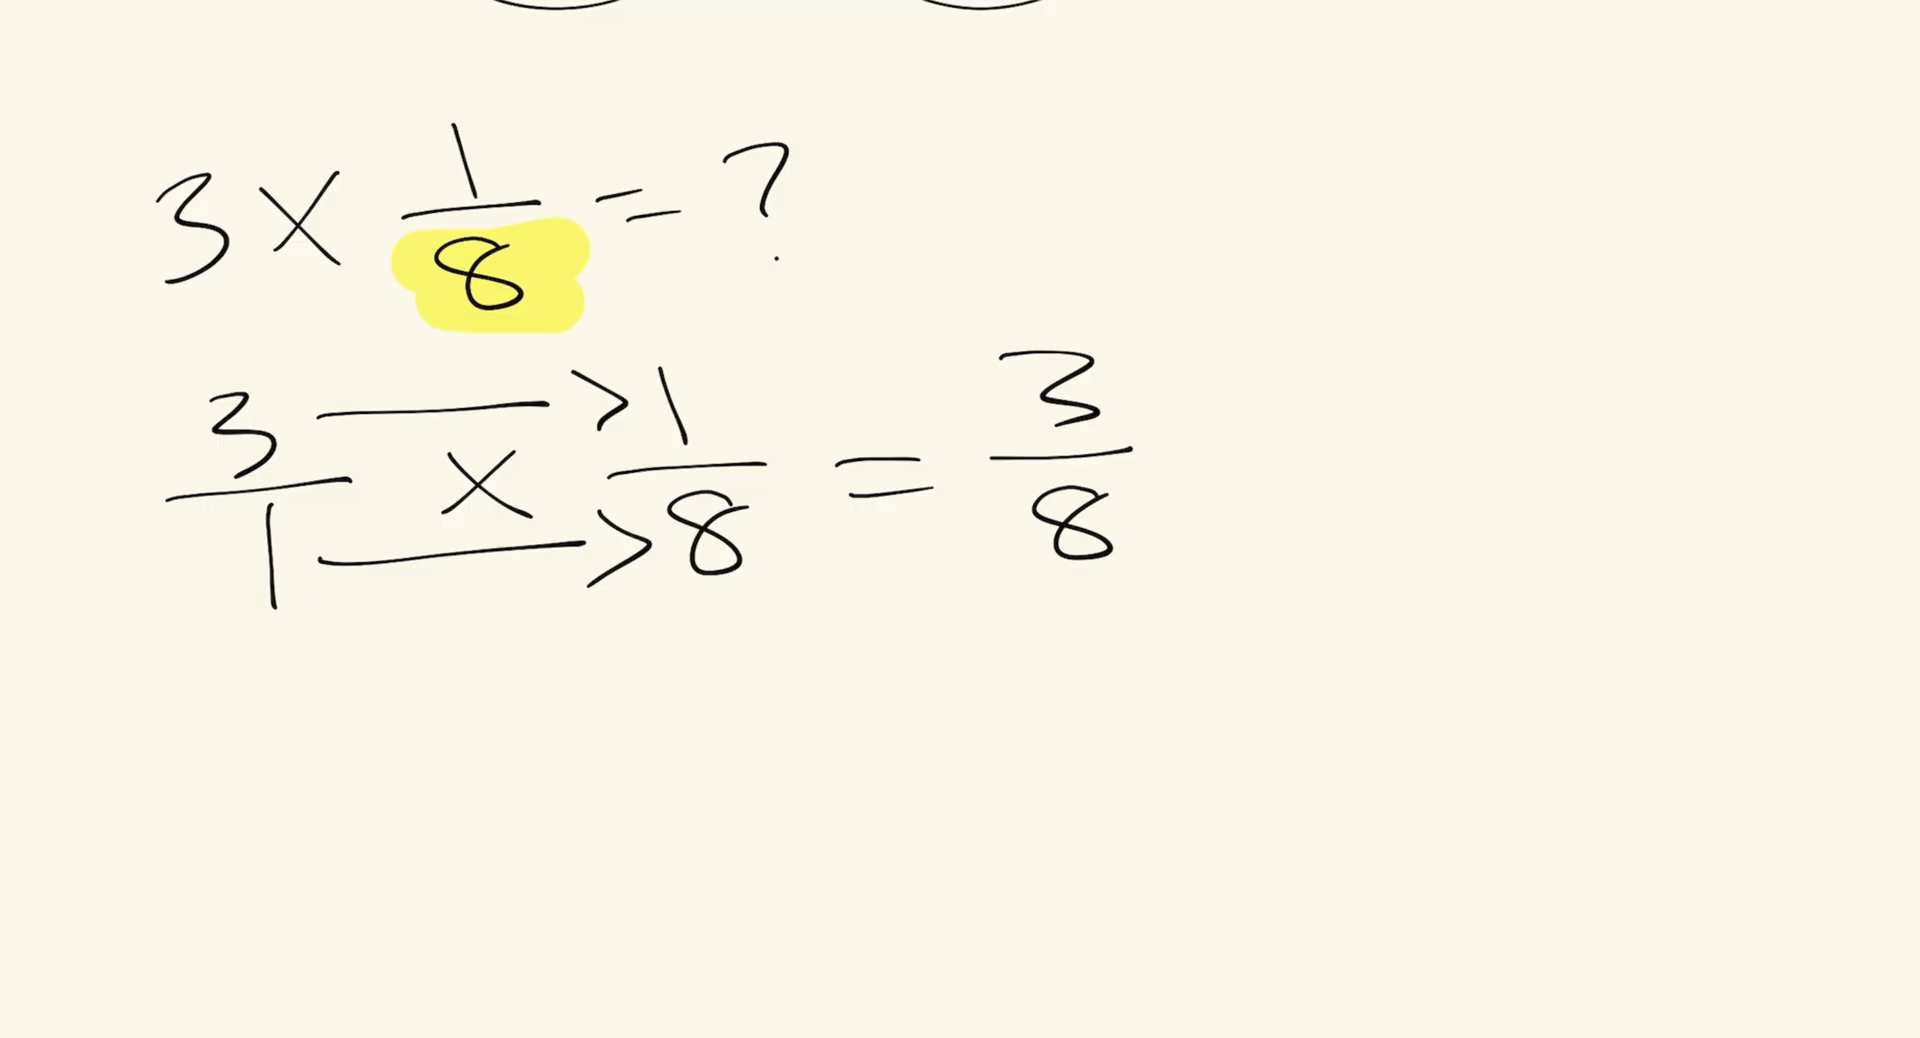 3 × 1/8 = ?
3/1 × 1/8 = 3/8